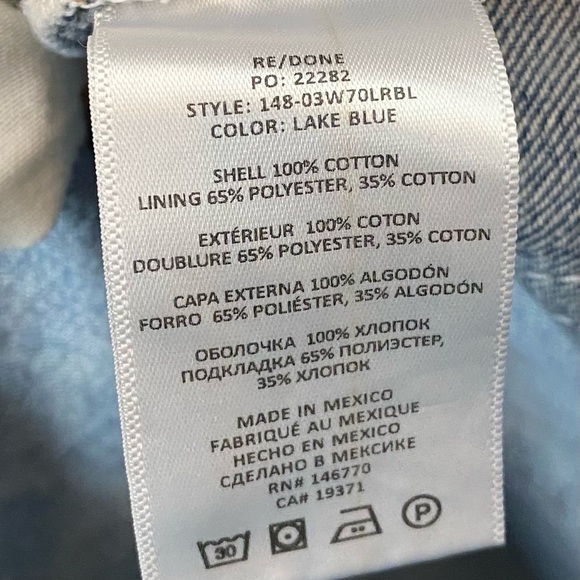 RE/DONE
PO: 22282
STYLE: 148-03W70LRBL
COLOR: LAKE BLUE
SHELL 100% COTTON
LINING 65% POLYESTER, 35% COTTON
EXTÉRIEUR 100% COTON
DOUBLURE 65% POLYESTER, 35% COTON
CAPA EXTERNA 100% ALGODÓN
FORRO 65% POLIÉSTER, 35% ALGODÓN
ОБОЛОЧКА 100% ХЛОПОК
ПОДКЛАДКА 65% ПОЛИЭСТЕР,
35% ХЛОПОК
MADE IN MEXICO
FABRIQUÉ AU MEXIQUE
HECHO EN MEXICO
СДЕЛАНО В МЕКСИКЕ
RN# 146770
CA# 19371
30 P